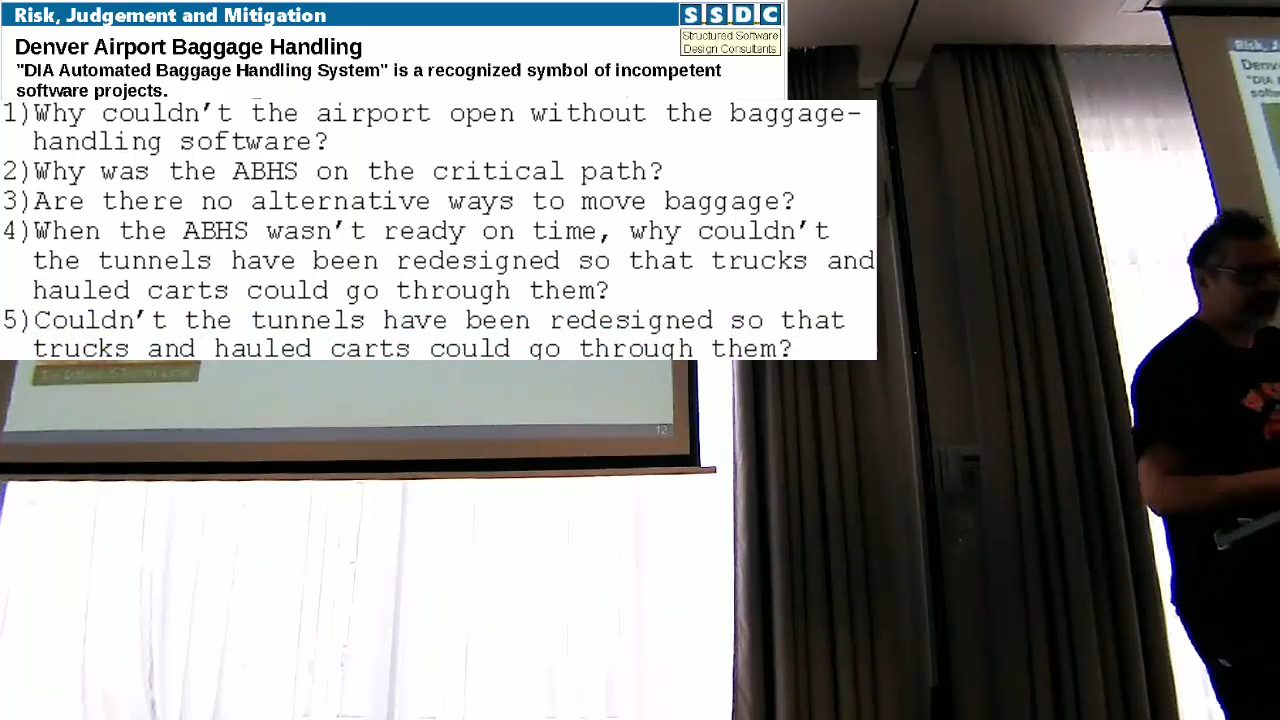 Risk, Judgement and Mitigation
SSDC
Structured Software
Design Consultants
Denver Airport Baggage Handling
"DIA Automated Baggage Handling System" is a recognized symbol of incompetent
software projects.
1)Why couldn't the airport open without the baggage-
handling software?
2)Why was the ABHS on the critical path?
3)Are there no alternative ways to move baggage?
4)When the ABHS wasn't ready on time, why couldn't
the tunnels have been redesigned so that trucks and
hauled carts could go through them?
5)Couldn't the tunnels have been redesigned so that
trucks and hauled carts could go through them?
12
Risk, J
Denv
"DIA A
softw